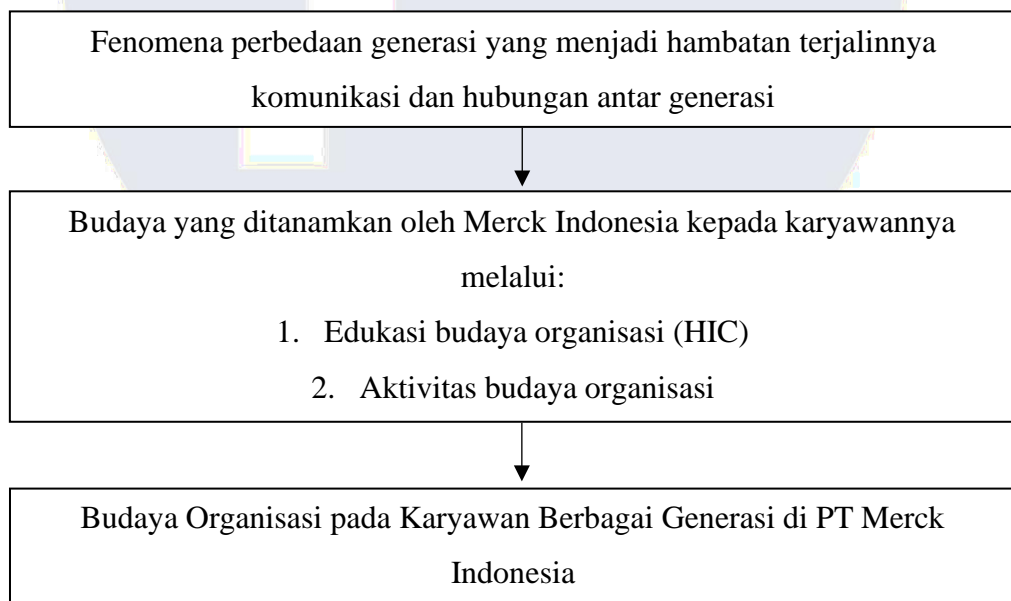 Fenomena perbedaan generasi yang menjadi hambatan terjalinnya
komunikasi dan hubungan antar generasi
Budaya yang ditanamkan oleh Merck Indonesia kepada karyawannya
melalui:
1. Edukasi budaya organisasi (HIC)
2. Aktivitas budaya organisasi
Budaya Organisasi pada Karyawan Berbagai Generasi di PT Merck
Indonesia